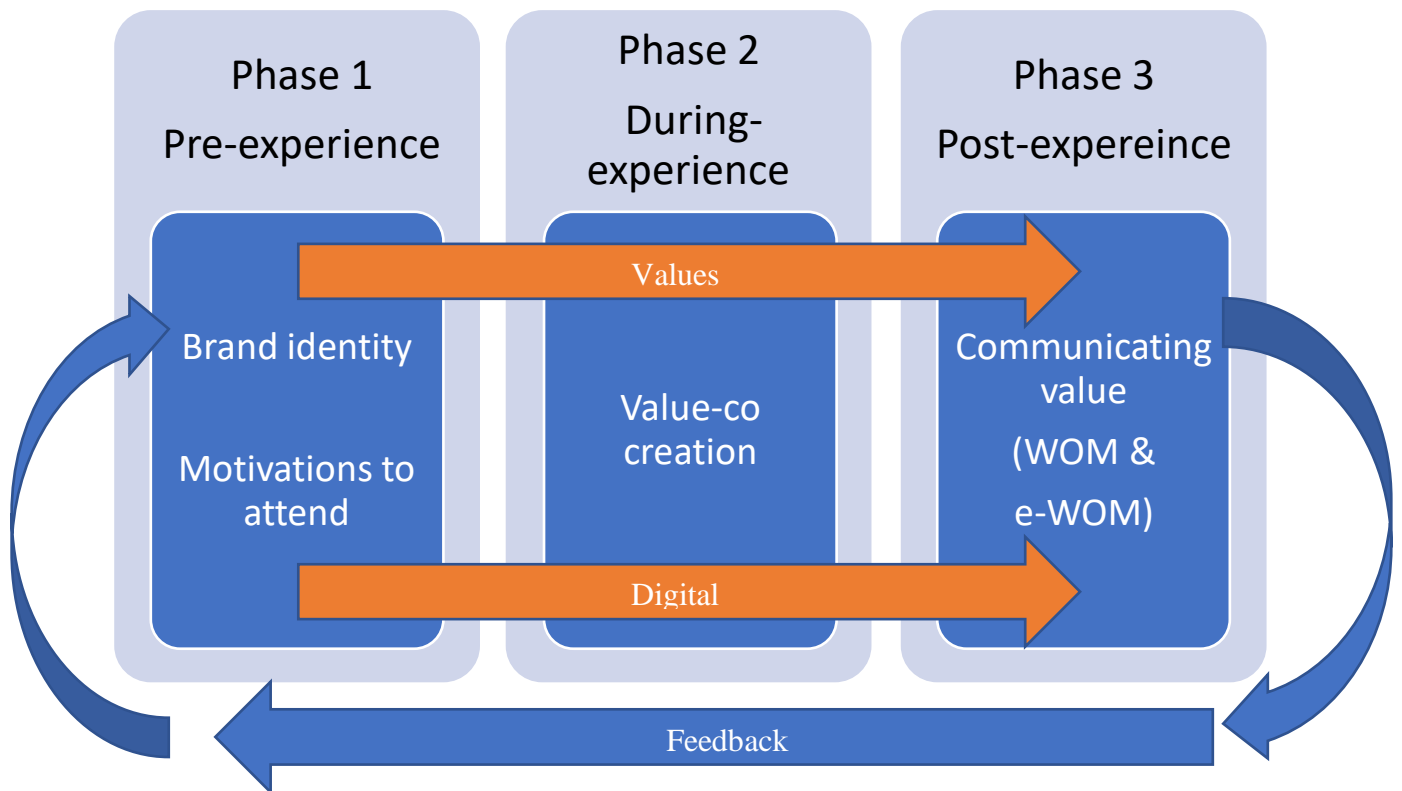 Phase 1
Pre-experience
Phase 2
During-
experience
Phase 3
Post-expereince
Values
Brand identity
Motivations to
attend
Value-co
creation
Communicating
value
(WOM &
e-WOM)
Digital
Feedback